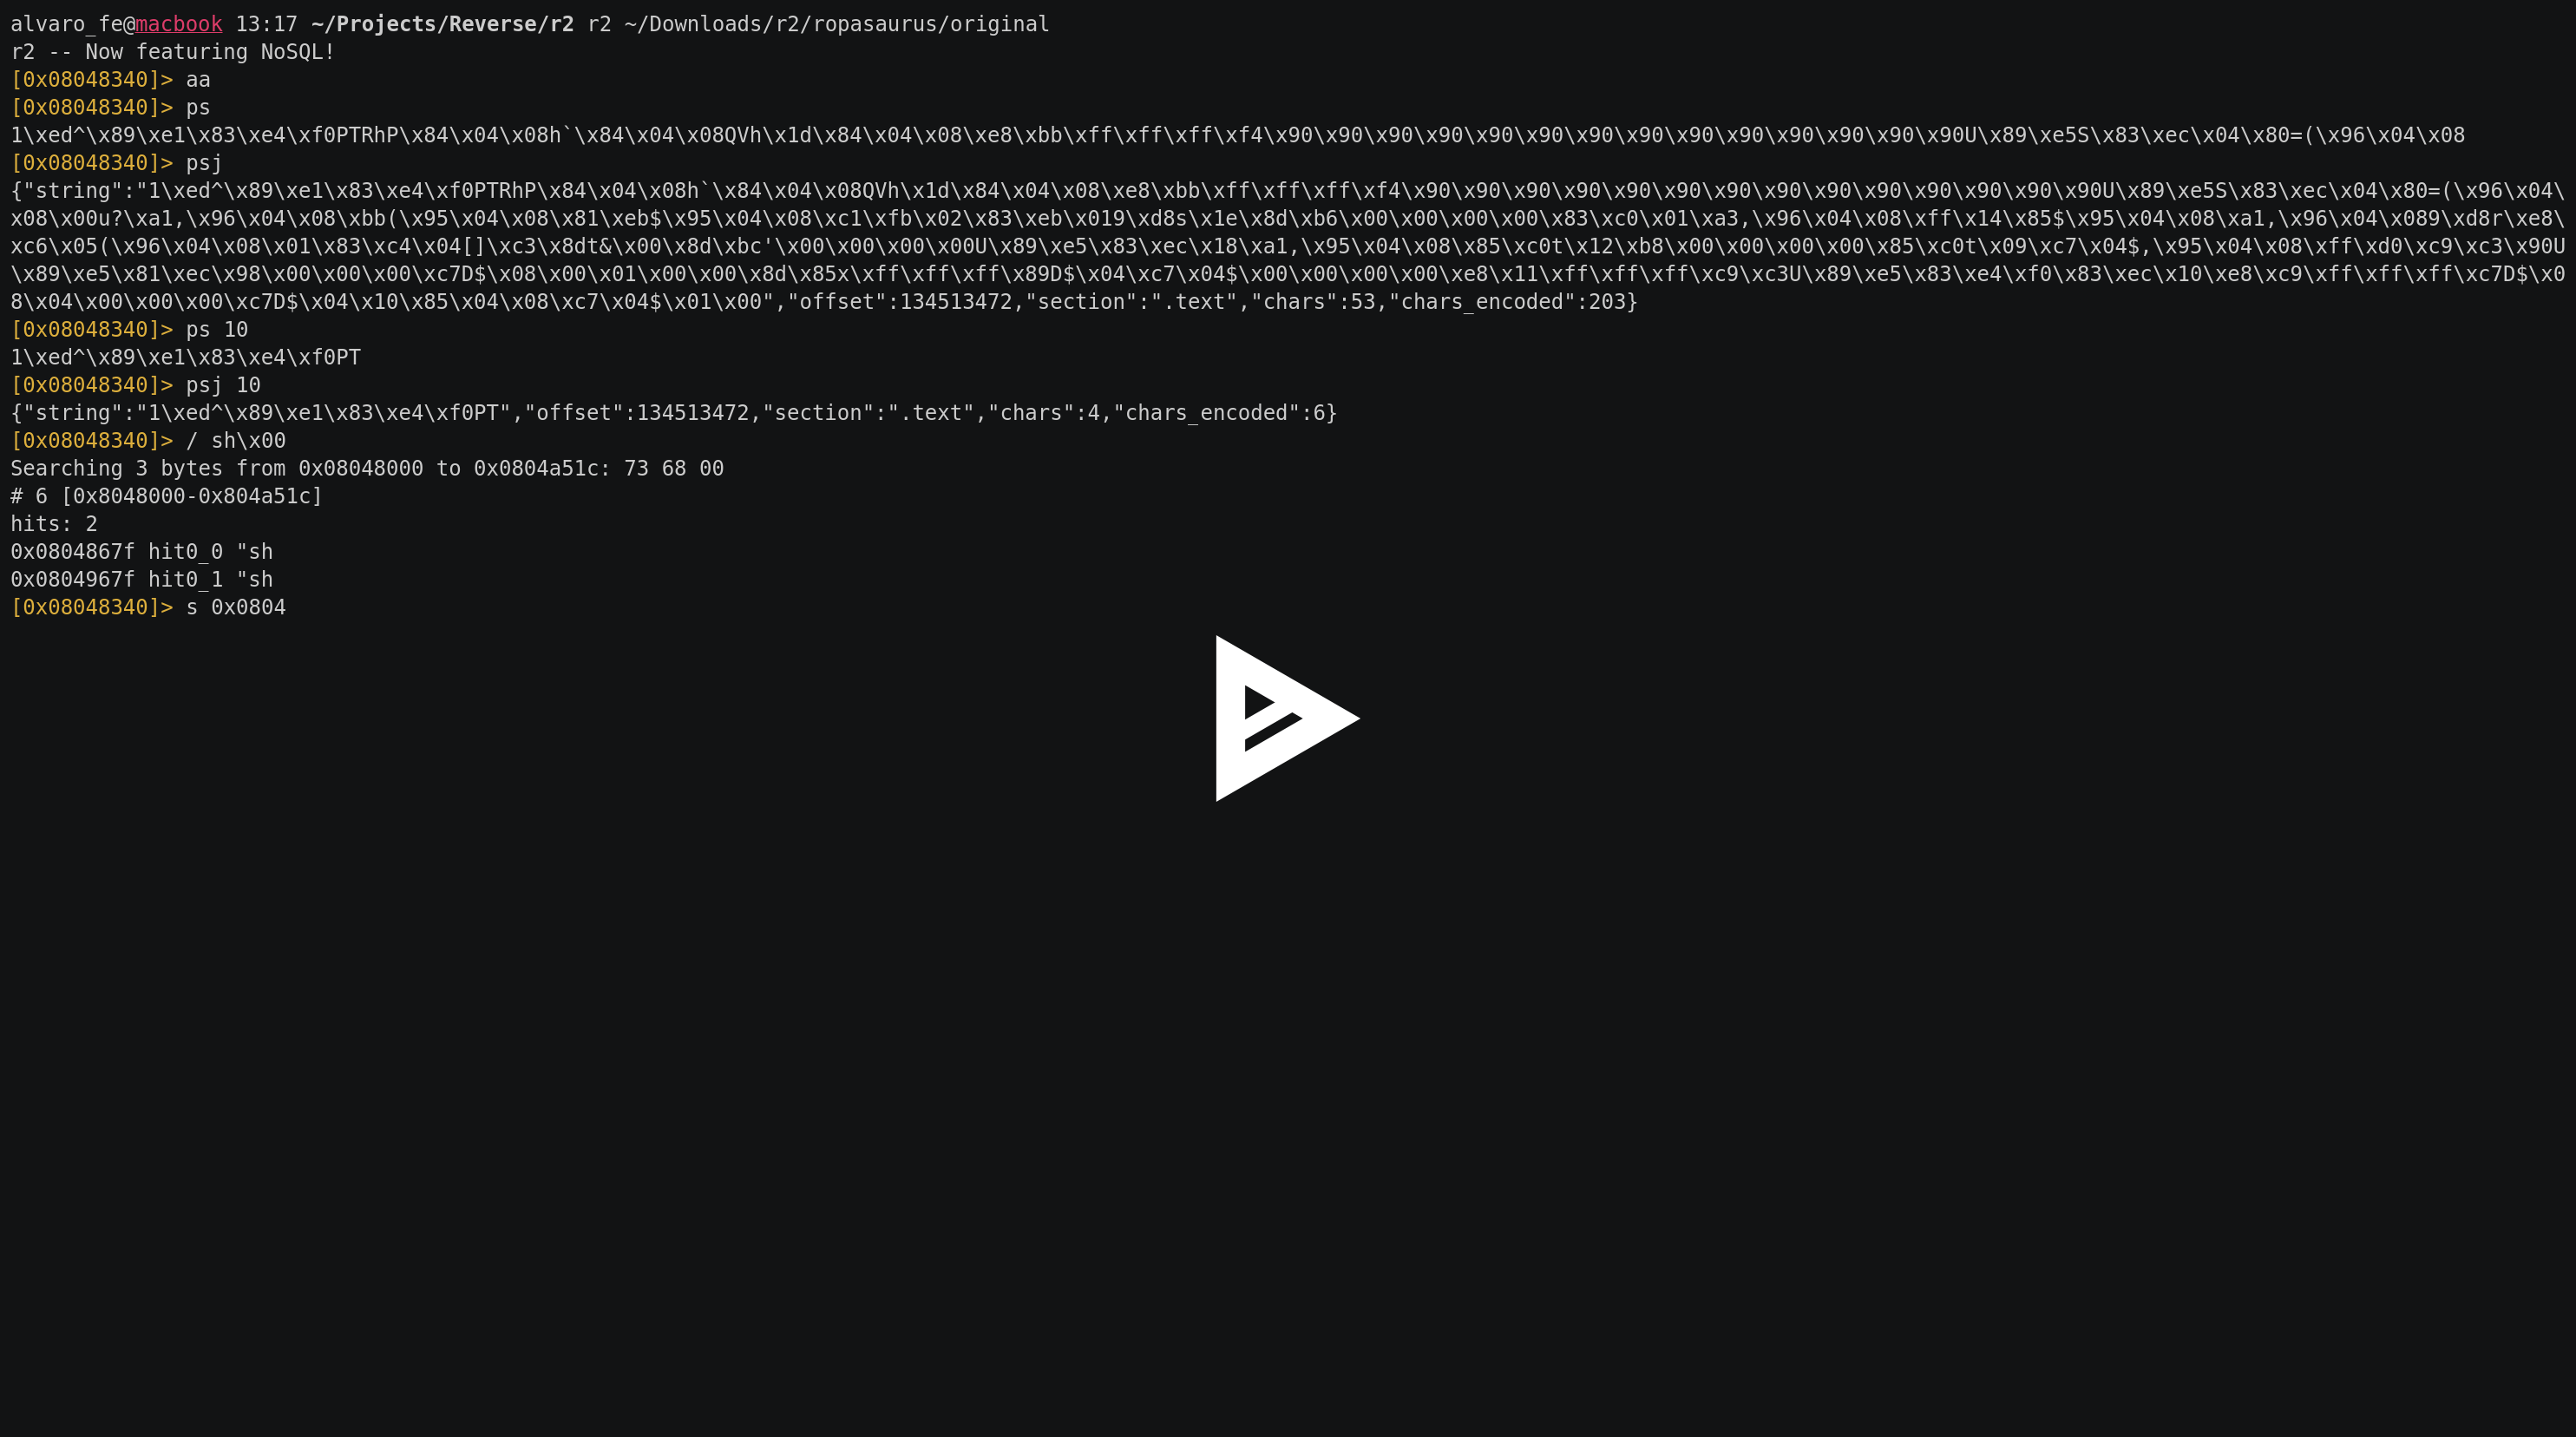 alvaro_fe@macbook 13:17 ~/Projects/Reverse/r2 r2 ~/Downloads/r2/ropasaurus/original
r2 -- Now featuring NoSQL!
[0x08048340]> aa
[0x08048340]> ps
1\xed^\x89\xe1\x83\xe4\xf0PTRhP\x84\x04\x08h`\x84\x04\x08QVh\x1d\x84\x04\x08\xe8\xbb\xff\xff\xff\xf4\x90\x90\x90\x90\x90\x90\x90\x90\x90\x90\x90\x90\x90\x90U\x89\xe5S\x83\xec\x04\x80=(\x96\x04\x08
[0x08048340]> psj
{"string":"1\xed^\x89\xe1\x83\xe4\xf0PTRhP\x84\x04\x08h`\x84\x04\x08QVh\x1d\x84\x04\x08\xe8\xbb\xff\xff\xff\xf4\x90\x90\x90\x90\x90\x90\x90\x90\x90\x90\x90\x90\x90\x90U\x89\xe5S\x83\xec\x04\x80=(\x96\x04\
x08\x00u?\xa1,\x96\x04\x08\xbb(\x95\x04\x08\x81\xeb$\x95\x04\x08\xc1\xfb\x02\x83\xeb\x019\xd8s\x1e\x8d\xb6\x00\x00\x00\x00\x83\xc0\x01\xa3,\x96\x04\x08\xff\x14\x85$\x95\x04\x08\xa1,\x96\x04\x089\xd8r\xe8\
xc6\x05(\x96\x04\x08\x01\x83\xc4\x04[]\xc3\x8dt&\x00\x8d\xbc'\x00\x00\x00\x00U\x89\xe5\x83\xec\x18\xa1,\x95\x04\x08\x85\xc0t\x12\xb8\x00\x00\x00\x00\x85\xc0t\x09\xc7\x04$,\x95\x04\x08\xff\xd0\xc9\xc3\x90U
\x89\xe5\x81\xec\x98\x00\x00\x00\xc7D$\x08\x00\x01\x00\x00\x8d\x85x\xff\xff\xff\x89D$\x04\xc7\x04$\x00\x00\x00\x00\xe8\x11\xff\xff\xff\xc9\xc3U\x89\xe5\x83\xe4\xf0\x83\xec\x10\xe8\xc9\xff\xff\xff\xc7D$\x0
8\x04\x00\x00\x00\xc7D$\x04\x10\x85\x04\x08\xc7\x04$\x01\x00","offset":134513472,"section":".text","chars":53,"chars_encoded":203}
[0x08048340]> ps 10
1\xed^\x89\xe1\x83\xe4\xf0PT
[0x08048340]> psj 10
{"string":"1\xed^\x89\xe1\x83\xe4\xf0PT","offset":134513472,"section":".text","chars":4,"chars_encoded":6}
[0x08048340]> / sh\x00
Searching 3 bytes from 0x08048000 to 0x0804a51c: 73 68 00
# 6 [0x8048000-0x804a51c]
hits: 2
0x0804867f hit0_0 "sh
0x0804967f hit0_1 "sh
[0x08048340]> s 0x0804